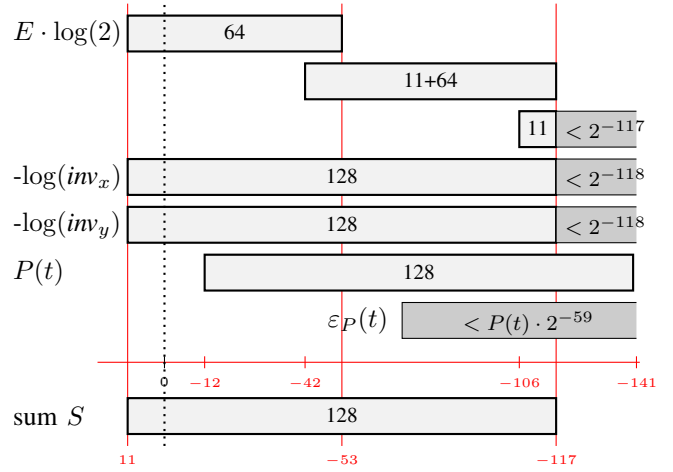 E · log(2) 64
11+64
11 < 2^{−117}
-log(inv_x) 128 < 2^{−118}
-log(inv_y) 128 < 2^{−118}
P(t) 128
ε_P(t) < P(t) · 2^{−59}
0 −12 −42 −106 −141
sum S 128
11 −53 −117